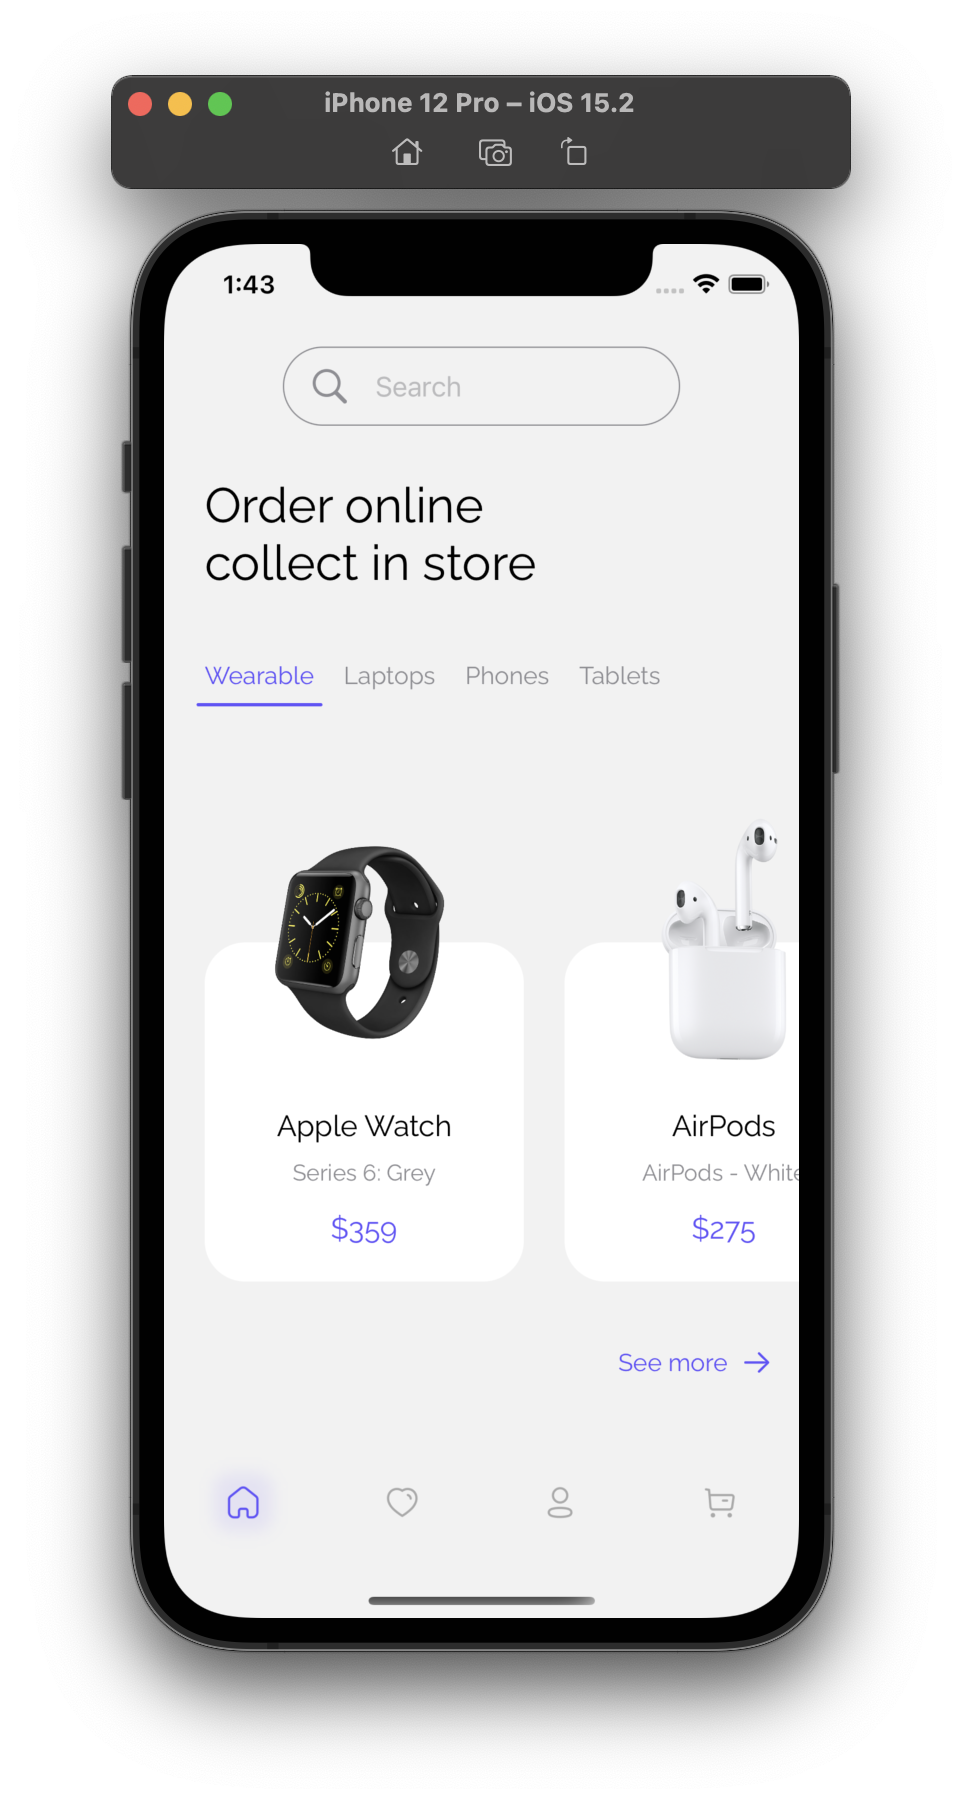 iPhone 12 Pro – iOS 15.2
1:43
Search
Order online
collect in store
Wearable Laptops Phones Tablets
Apple Watch
Series 6: Grey
$359
AirPods
AirPods - White
$275
See more